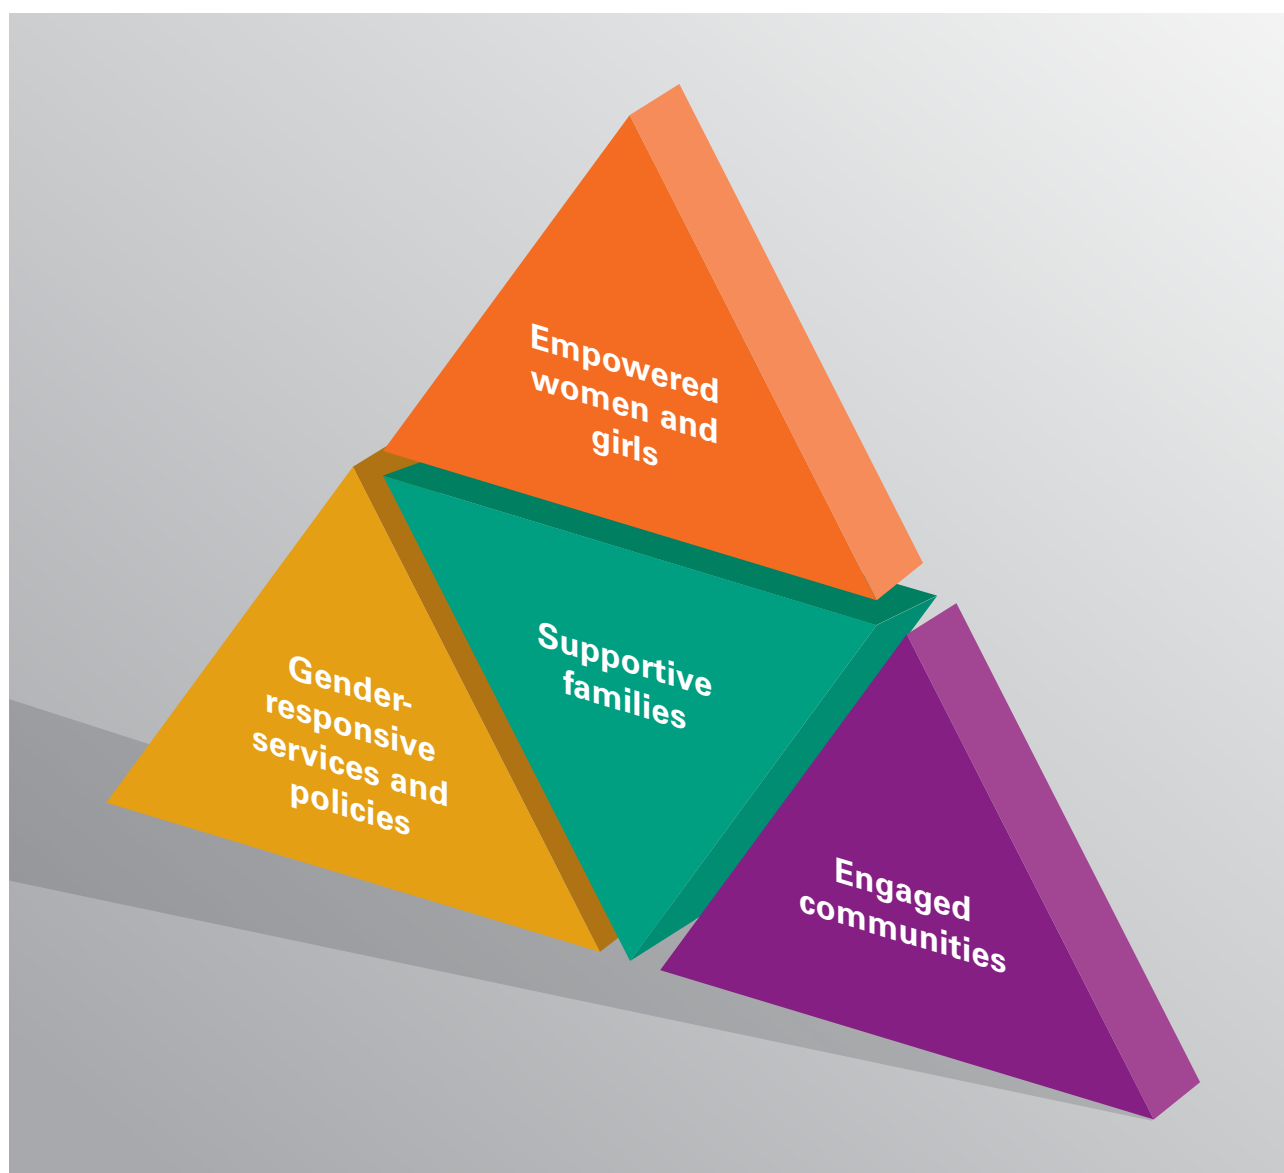 Empowered
women and
girls
Supportive
families
Gender-
responsive
services and
policies
Engaged
communities